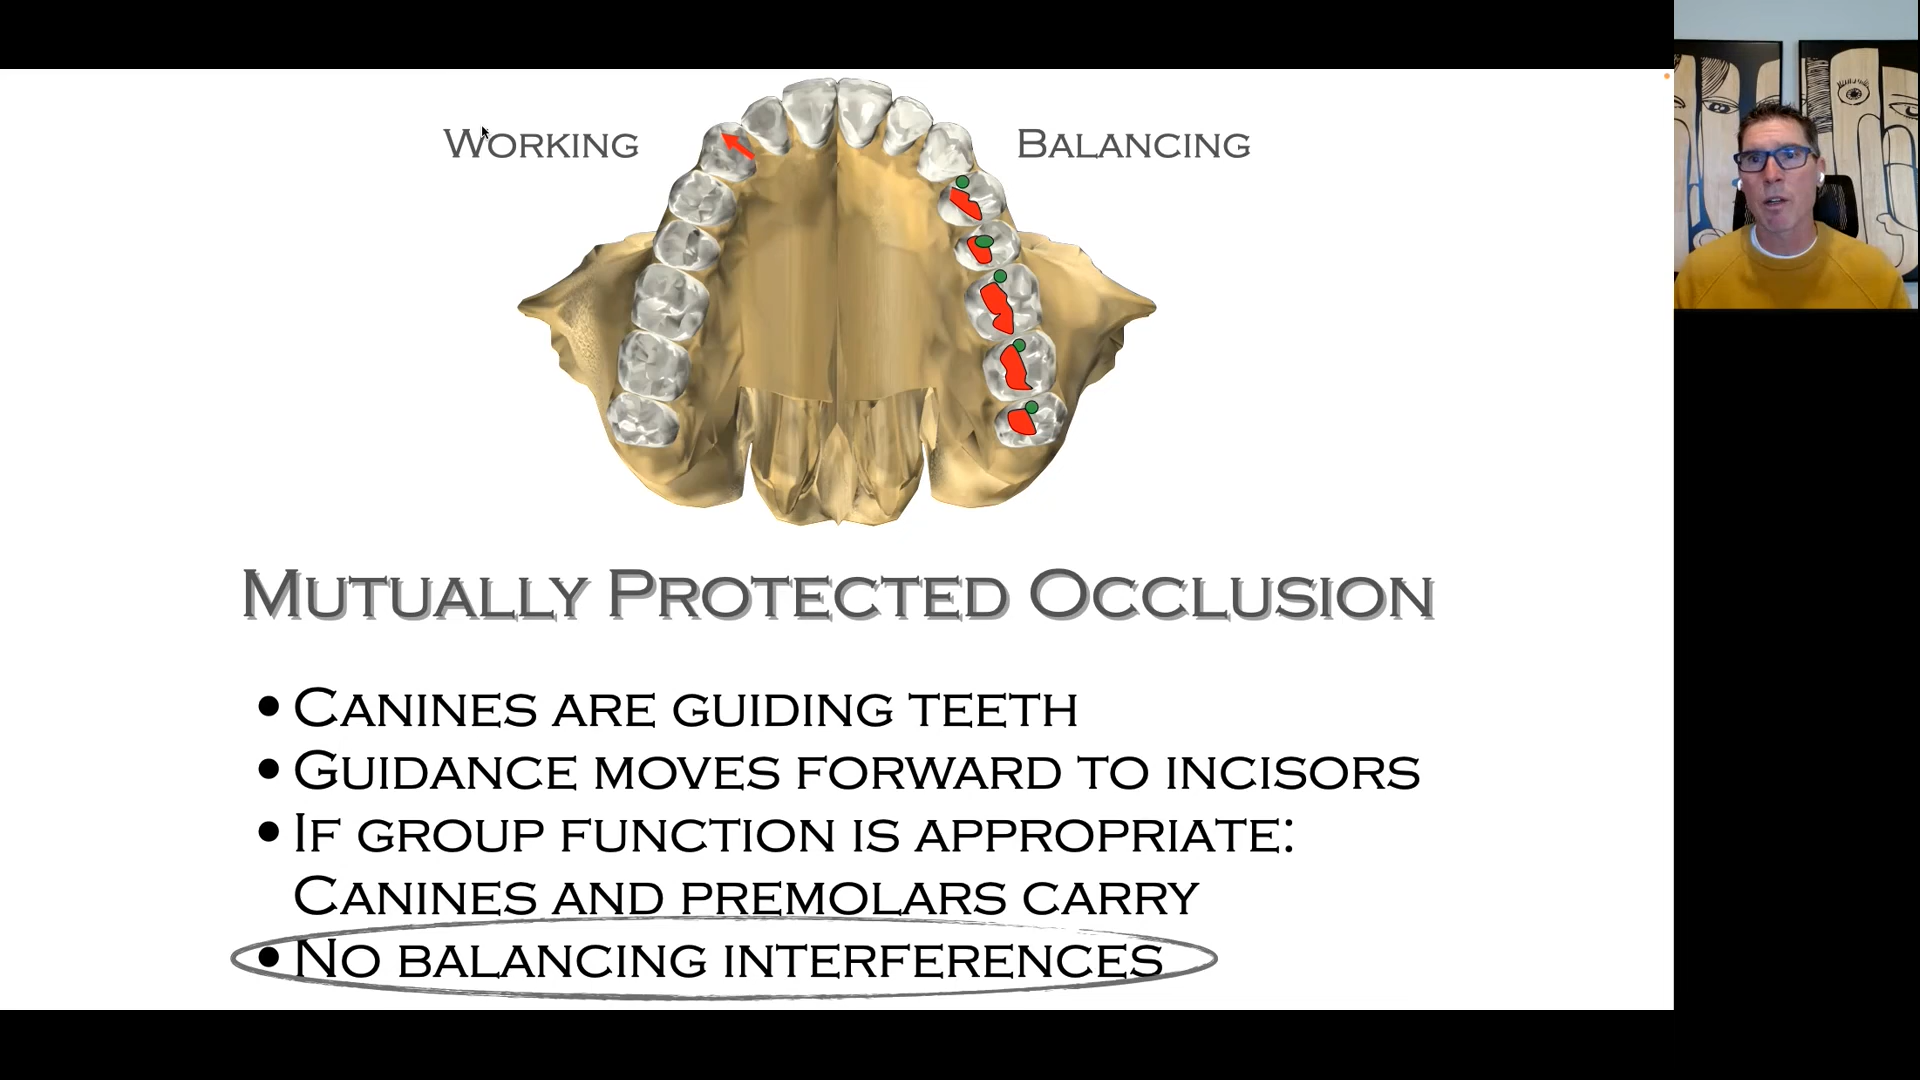 WORKING BALANCING
MUTUALLY PROTECTED OCCLUSION
• CANINES ARE GUIDING TEETH
• GUIDANCE MOVES FORWARD TO INCISORS
• IF GROUP FUNCTION IS APPROPRIATE:
CANINES AND PREMOLARS CARRY
• NO BALANCING INTERFERENCES